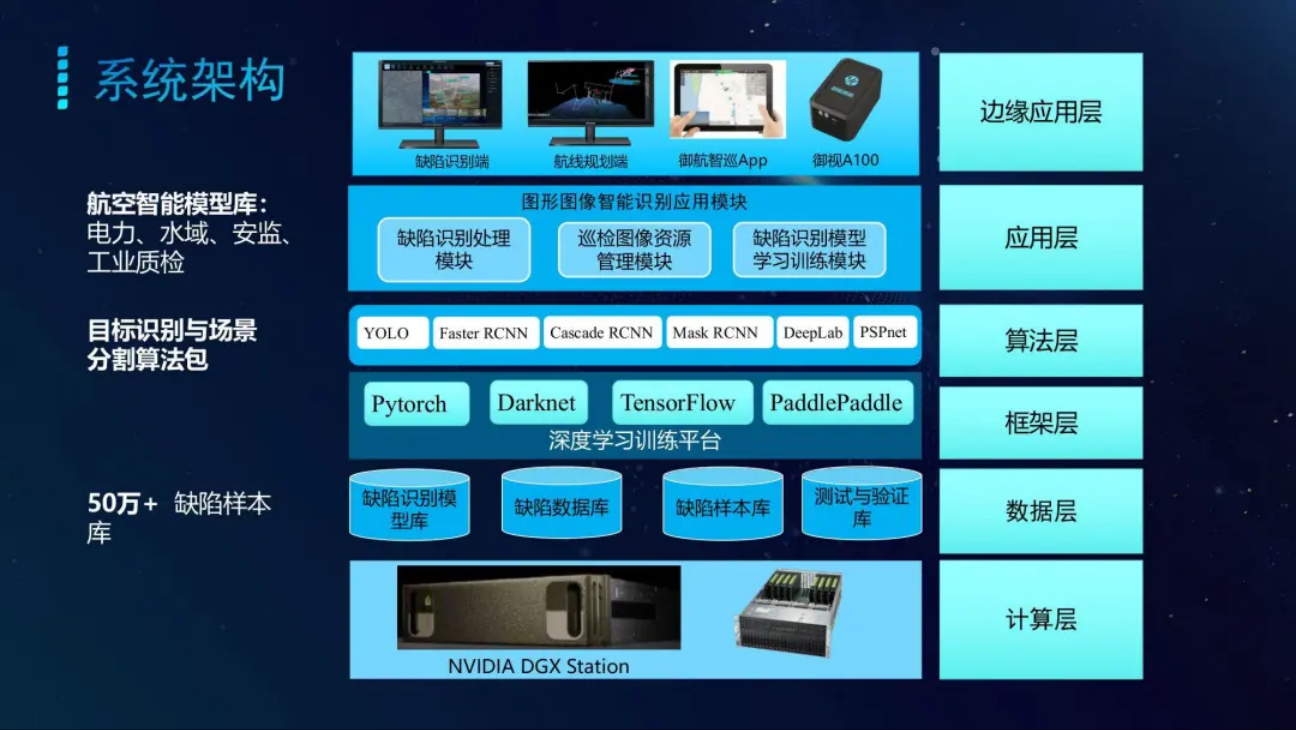 系统架构
缺陷识别端
航线规划端
御航智巡App
御视A100
边缘应用层
航空智能模型库：
电力、水域、安监、
工业质检
图形图像智能识别应用模块
缺陷识别处理
模块
巡检图像资源
管理模块
缺陷识别模型
学习训练模块
应用层
目标识别与场景
分割算法包
YOLO
Faster RCNN
Cascade RCNN
Mask RCNN
DeepLab
PSPnet
算法层
Pytorch
Darknet
TensorFlow
PaddlePaddle
深度学习训练平台
框架层
50万+ 缺陷样本
库
缺陷识别模
型库
缺陷数据库
缺陷样本库
测试与验证
库
数据层
NVIDIA DGX Station
计算层